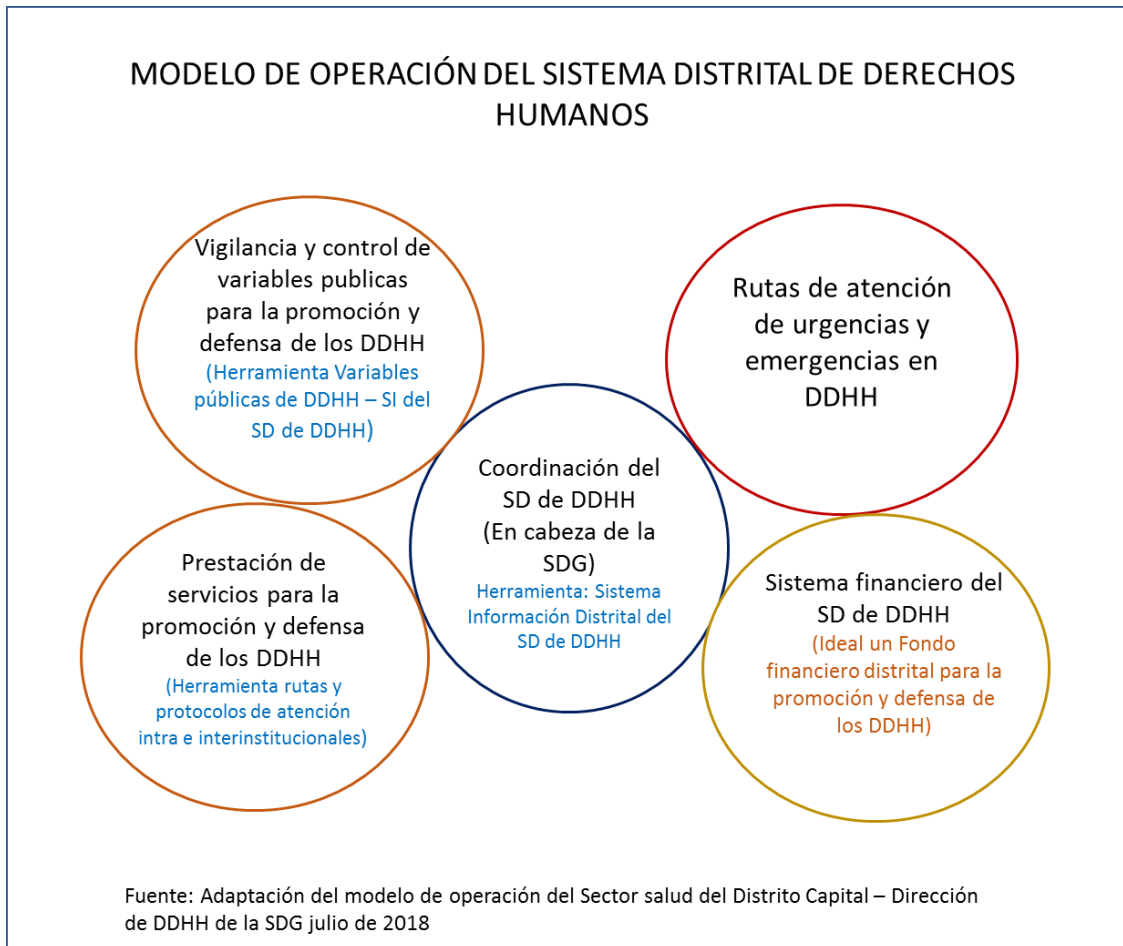 MODELO DE OPERACIÓN DEL SISTEMA DISTRITAL DE DERECHOS
HUMANOS
Vigilancia y control de
variables publicas
para la promoción y
defensa de los DDHH
(Herramienta Variables
públicas de DDHH – SI del
SD de DDHH)
Rutas de atención
de urgencias y
emergencias en
DDHH
Coordinación del
SD de DDHH
(En cabeza de la
SDG)
Herramienta: Sistema
Información Distrital del
SD de DDHH
Prestación de
servicios para la
promoción y defensa
de los DDHH
(Herramienta rutas y
protocolos de atención
intra e interinstitucionales)
Sistema financiero del
SD de DDHH
(Ideal un Fondo
financiero distrital para la
promoción y defensa de
los DDHH)
Fuente: Adaptación del modelo de operación del Sector salud del Distrito Capital – Dirección
de DDHH de la SDG julio de 2018